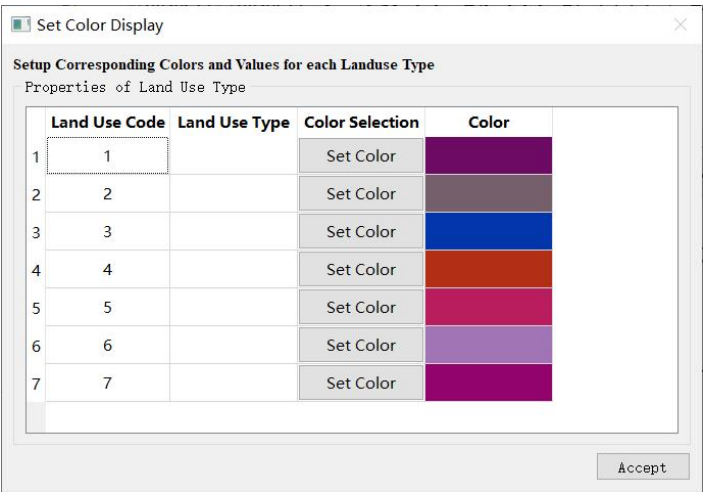 Set Color Display
Setup Corresponding Colors and Values for each Landuse Type
Properties of Land Use Type
Land Use Code Land Use Type Color Selection Color
1 1 Set Color
2 2 Set Color
3 3 Set Color
4 4 Set Color
5 5 Set Color
6 6 Set Color
7 7 Set Color
Accept